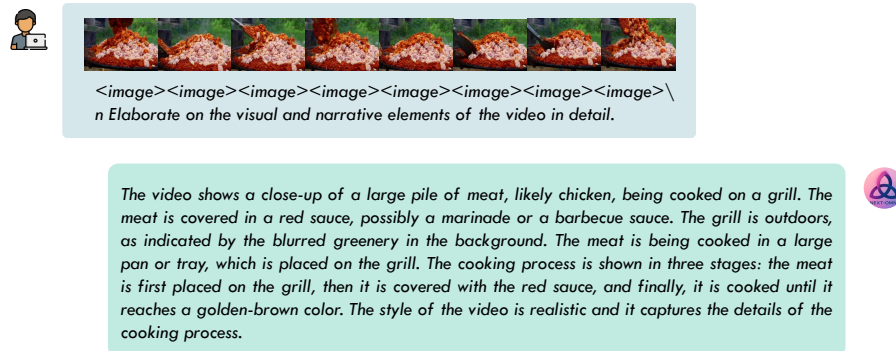 <image><image><image><image><image><image><image><image>\
n Elaborate on the visual and narrative elements of the video in detail.
The video shows a close-up of a large pile of meat, likely chicken, being cooked on a grill. The
meat is covered in a red sauce, possibly a marinade or a barbecue sauce. The grill is outdoors,
as indicated by the blurred greenery in the background. The meat is being cooked in a large
pan or tray, which is placed on the grill. The cooking process is shown in three stages: the meat
is first placed on the grill, then it is covered with the red sauce, and finally, it is cooked until it
reaches a golden-brown color. The style of the video is realistic and it captures the details of the
cooking process.